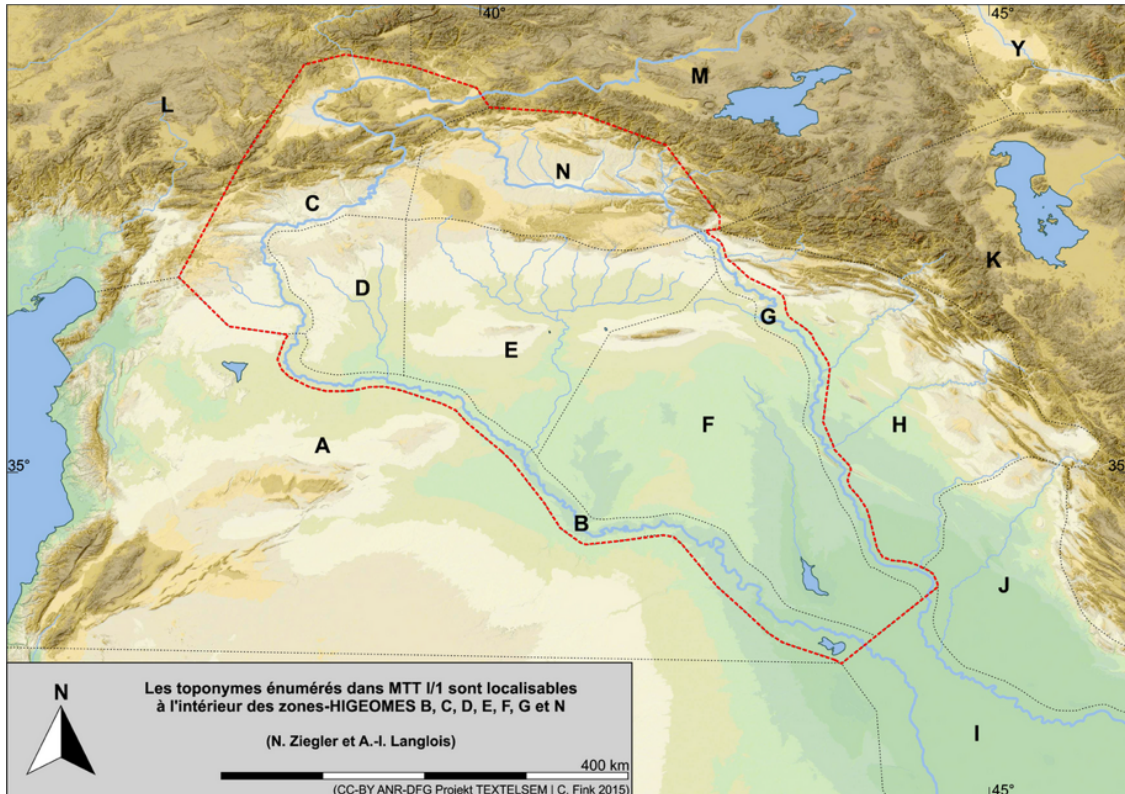 40°
45°
Y
M
L
N
C
K
D
G
E
F
H
A
35°
35°
B
J
I
N
Les toponymes énumérés dans MTT I/1 sont localisables
à l'intérieur des zones-HIGEOMES B, C, D, E, F, G et N
(N. Ziegler et A.-I. Langlois)
400 km
(CC-BY ANR-DFG Projekt TEXTELSEM | C. Fink 2015)
45°